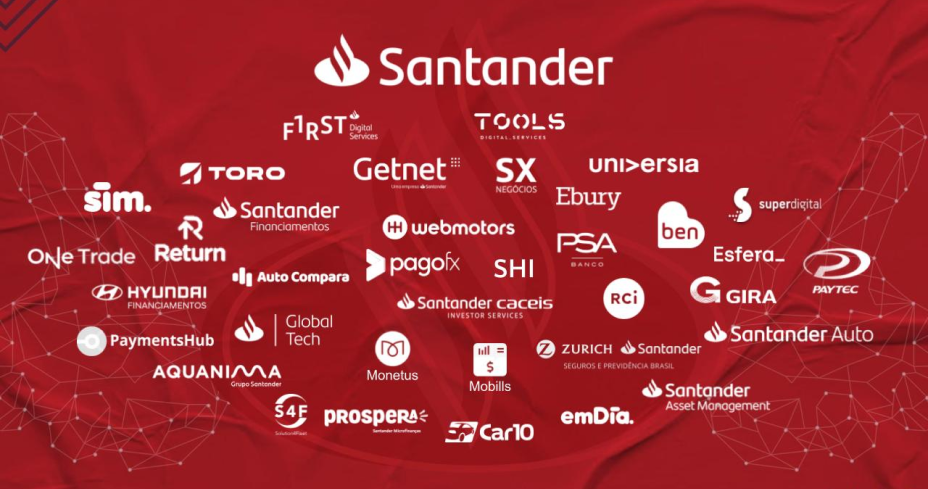 Santander
F1RST Digital
Services
TOOLS
DIGITAL.SERVICES
TORO
Getnet
Uma empresa Santander
SX
NEGÓCIOS
UNI>ERSIA
sim.
Santander
Financiamentos
Ebury
superdigital
webmotors
ben
One Trade
Return
PSA
BANCO
Esfera_
Auto Compara
pagofx
SHI
PAYTEC
HYUNDAI
FINANCIAMENTOS
Santander caceis
INVESTOR SERVICES
RCi
G GIRA
PaymentsHub
Global
Tech
Monetus
Mobills
ZURICH Santander
SEGUROS E PREVIDÊNCIA BRASIL
Santander Auto
AQUANIMA
Grupo Santander
Santander
Asset Management
S4F
Solution4Fleet
PROSPERA
Santander Microfinanças
Car10
emDia.